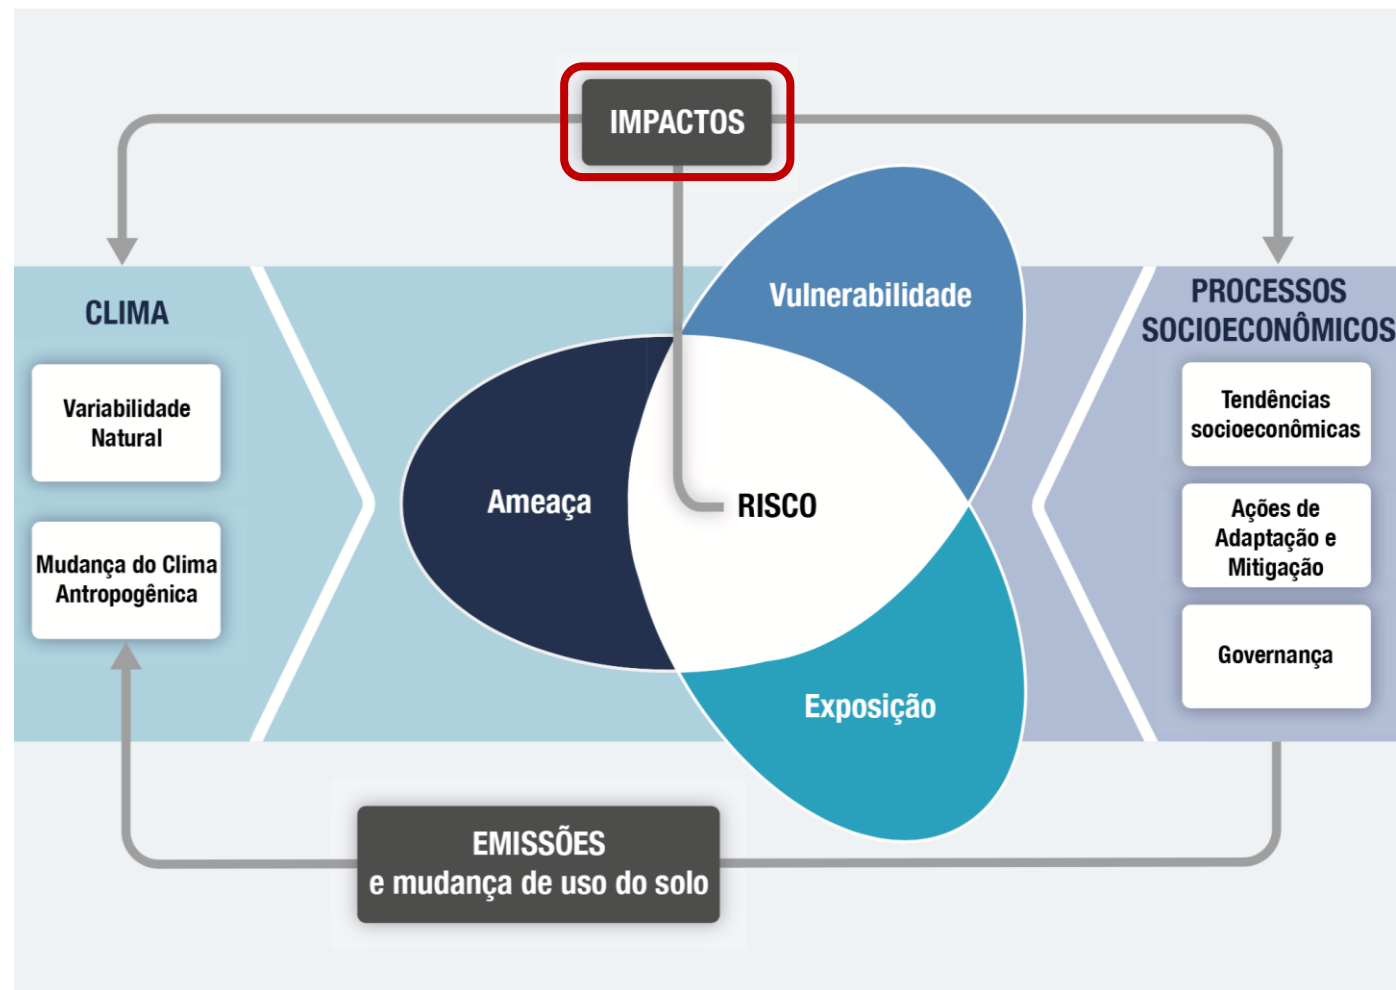 IMPACTOS
CLIMA
Variabilidade
Natural
Mudança do Clima
Antropogênica
Vulnerabilidade
Ameaça
RISCO
Exposição
PROCESSOS
SOCIOECONÔMICOS
Tendências
socioeconômicas
Ações de
Adaptação e
Mitigação
Governança
EMISSÕES
e mudança de uso do solo